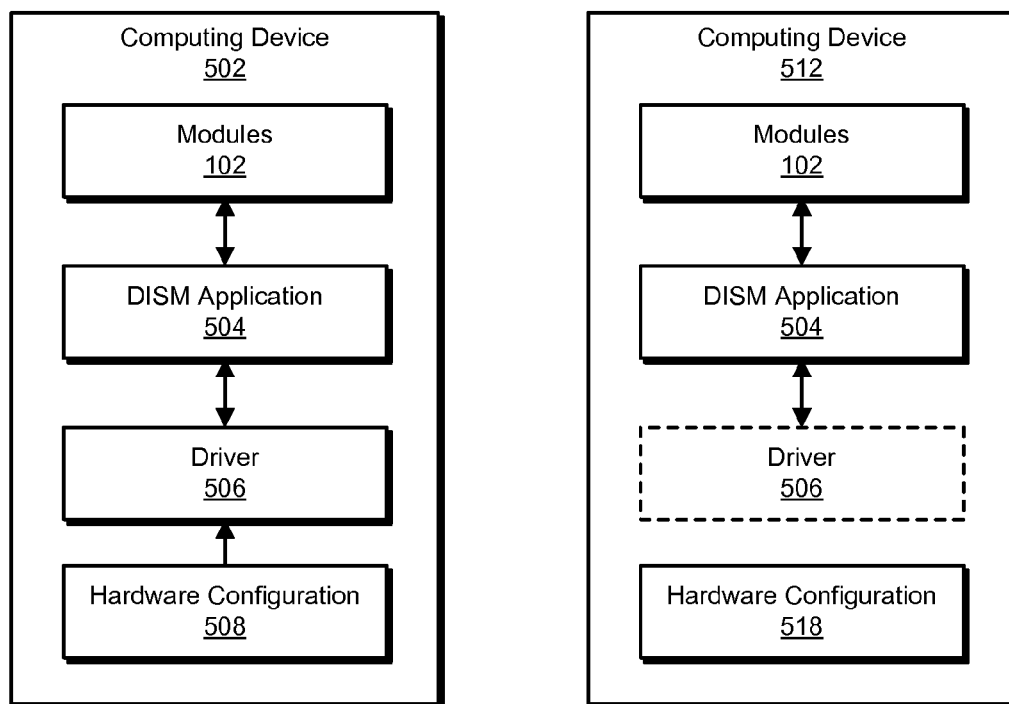 Computing Device
502
Modules
102
DISM Application
504
Driver
506
Hardware Configuration
508
Computing Device
512
Modules
102
DISM Application
504
Driver
506
Hardware Configuration
518